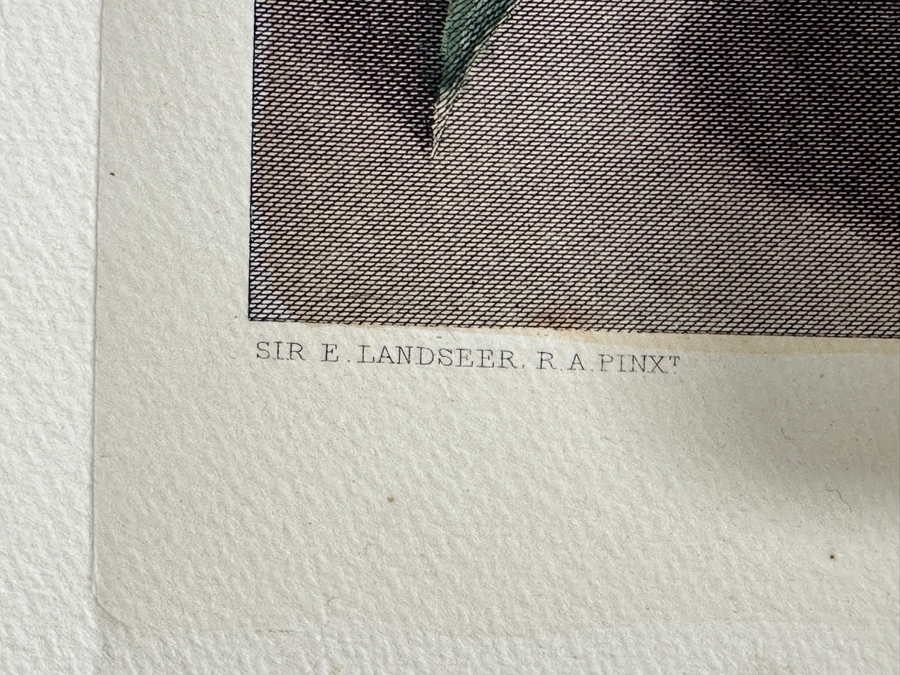 SIR E. LANDSEER. R.A. PINXᵀ